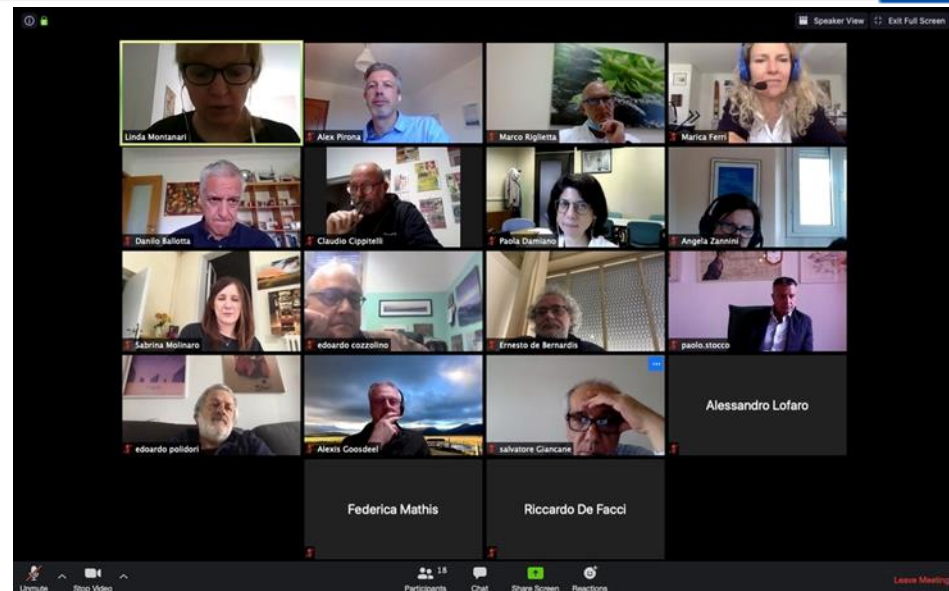 Speaker View
Exit Full Screen
Linda Montanari
Alex Pirona
Marco Riglietta
Marica Ferri
Danilo Ballotta
Claudio Cippitelli
Paola Damiano
Angela Zannini
Sabrina Molinaro
edoardo cozzolino
Ernesto de Bernardis
paolo.stocco
edoardo polidori
Alexis Goosdeel
salvatore Giancane
Alessandro Lofaro
Federica Mathis
Riccardo De Facci
18
Unmute
Stop Video
Participants
Chat
Share Screen
Reactions
Leave Meeting